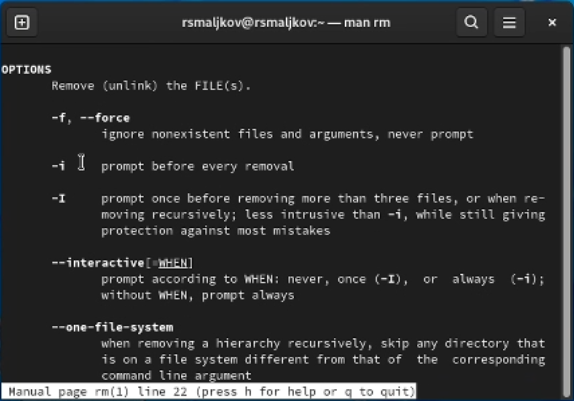 rsmaljkov@rsmaljkov:~ — man rm
OPTIONS
Remove (unlink) the FILE(s).
-f, --force
ignore nonexistent files and arguments, never prompt
-i prompt before every removal
-I prompt once before removing more than three files, or when re-
moving recursively; less intrusive than -i, while still giving
protection against most mistakes
--interactive[=WHEN]
prompt according to WHEN: never, once (-I), or always (-i);
without WHEN, prompt always
--one-file-system
when removing a hierarchy recursively, skip any directory that
is on a file system different from that of the corresponding
command line argument
Manual page rm(1) line 22 (press h for help or q to quit)